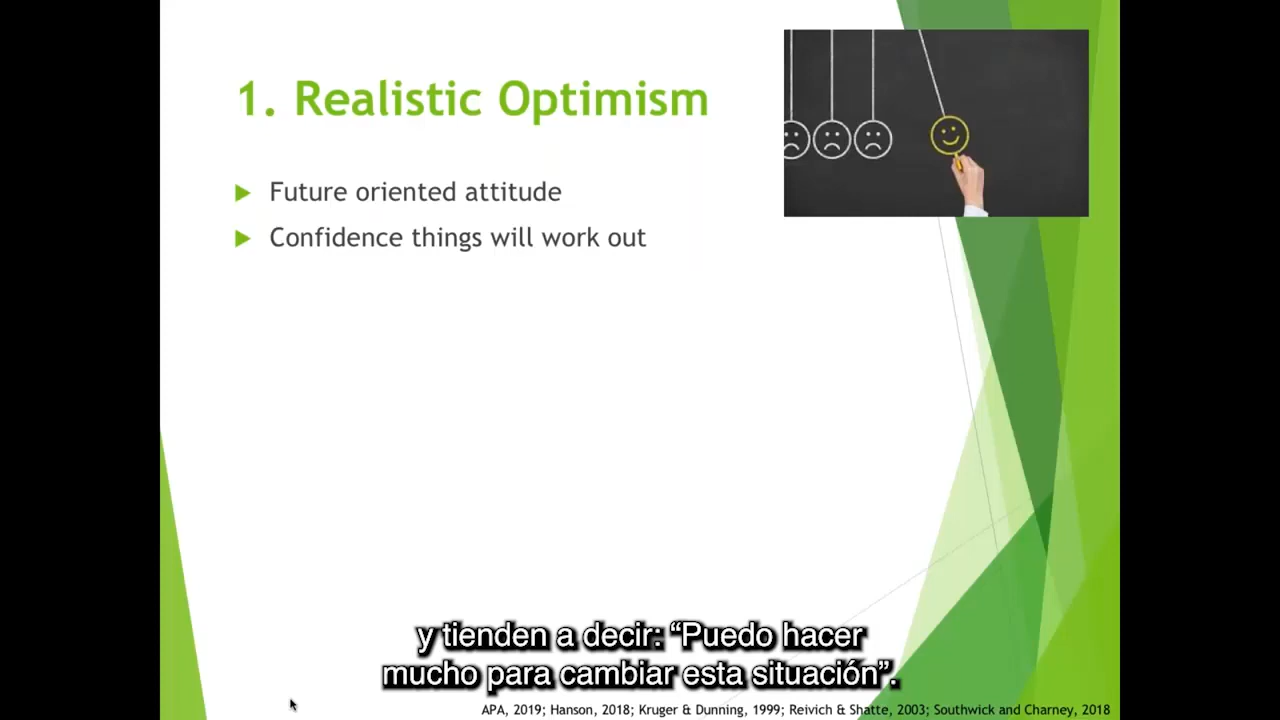 1. Realistic Optimism
Future oriented attitude
Confidence things will work out
y tienden a decir: “Puedo hacer
mucho para cambiar esta situación”.
APA, 2019; Hanson, 2018; Kruger & Dunning, 1999; Reivich & Shatte, 2003; Southwick and Charney, 2018